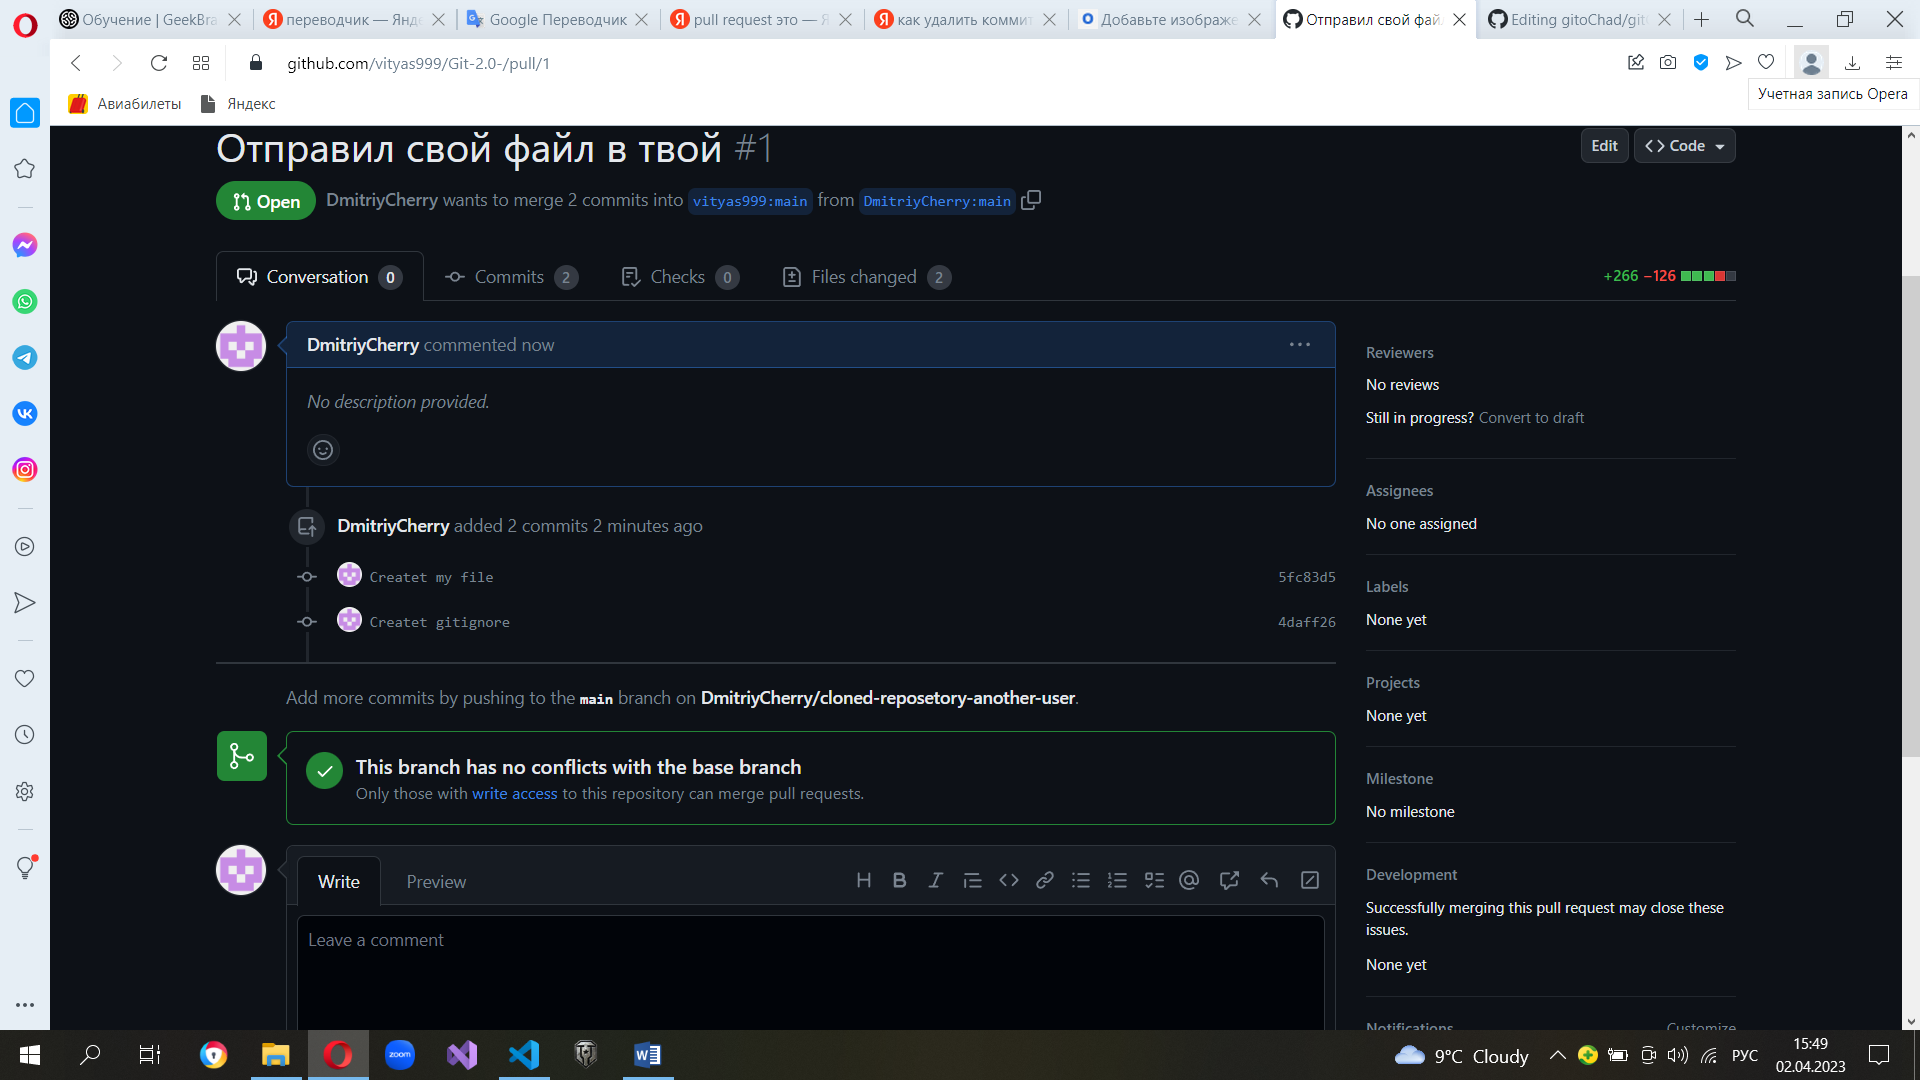 Обучение | GeekBra
переводчик — Янде
Google Переводчик
pull request это — Я
как удалить коммит
Добавьте изображе
Отправил свой файл
Editing gitoChad/git
github.com/vityas999/Git-2.0-/pull/1
Учетная запись Opera
Авиабилеты
Яндекс
Отправил свой файл в твой #1
Edit
Code
Open
DmitriyCherry wants to merge 2 commits into vityas999:main from DmitriyCherry:main
Conversation 0
Commits 2
Checks 0
Files changed 2
+266 −126
DmitriyCherry commented now
No description provided.
DmitriyCherry added 2 commits 2 minutes ago
Createt my file
5fc83d5
Createt gitignore
4daff26
Add more commits by pushing to the main branch on DmitriyCherry/cloned-reposetory-another-user.
This branch has no conflicts with the base branch
Only those with write access to this repository can merge pull requests.
Write
Preview
Leave a comment
Reviewers
No reviews
Still in progress? Convert to draft
Assignees
No one assigned
Labels
None yet
Projects
None yet
Milestone
No milestone
Development
Successfully merging this pull request may close these
issues.
None yet
Notifications
Customize
zoom
9°C Cloudy
РУС
15:49
02.04.2023